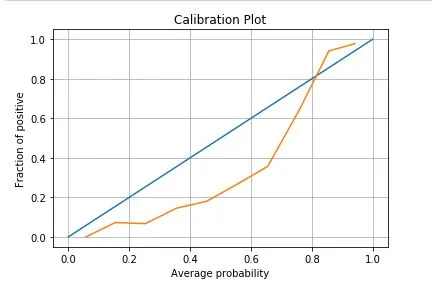 Calibration Plot
1.0
0.8
0.6
0.4
0.2
0.0
Fraction of positive
0.0 0.2 0.4 0.6 0.8 1.0
Average probability